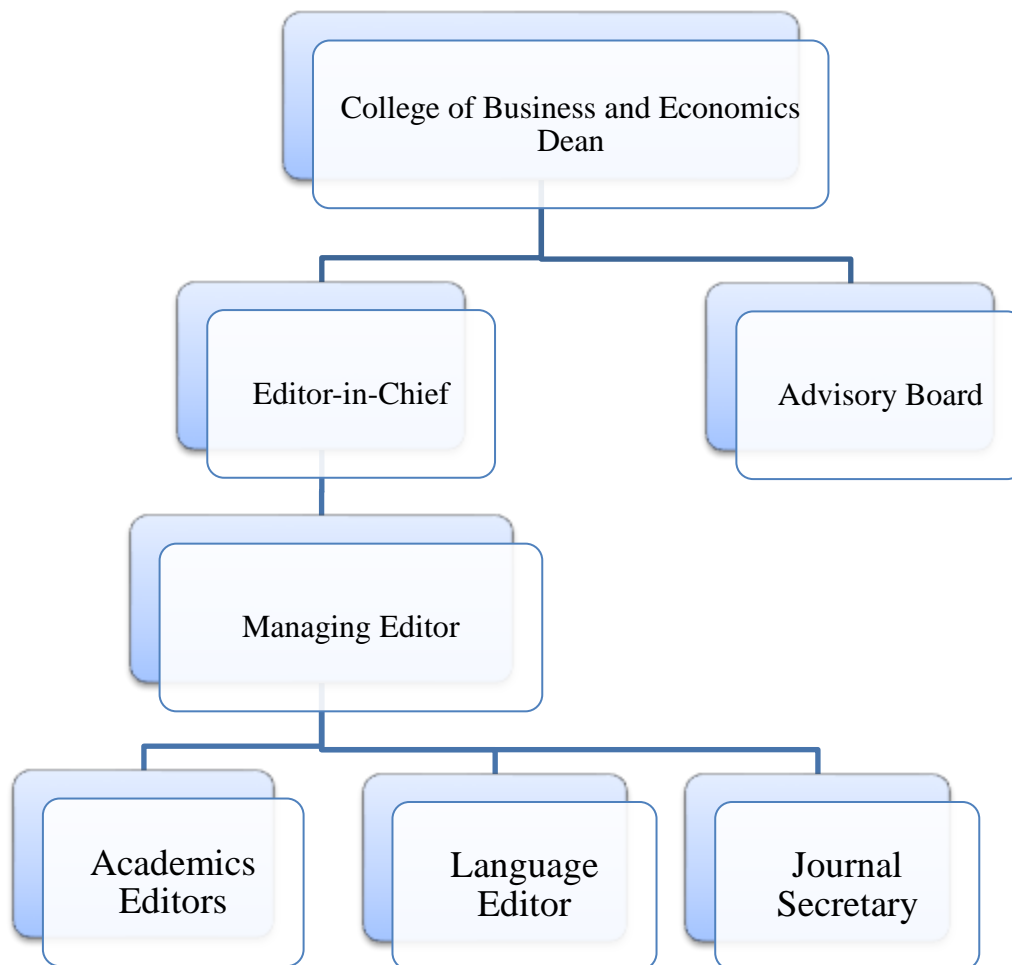 College of Business and Economics
Dean
Editor-in-Chief
Advisory Board
Managing Editor
Academics
Editors
Language
Editor
Journal
Secretary